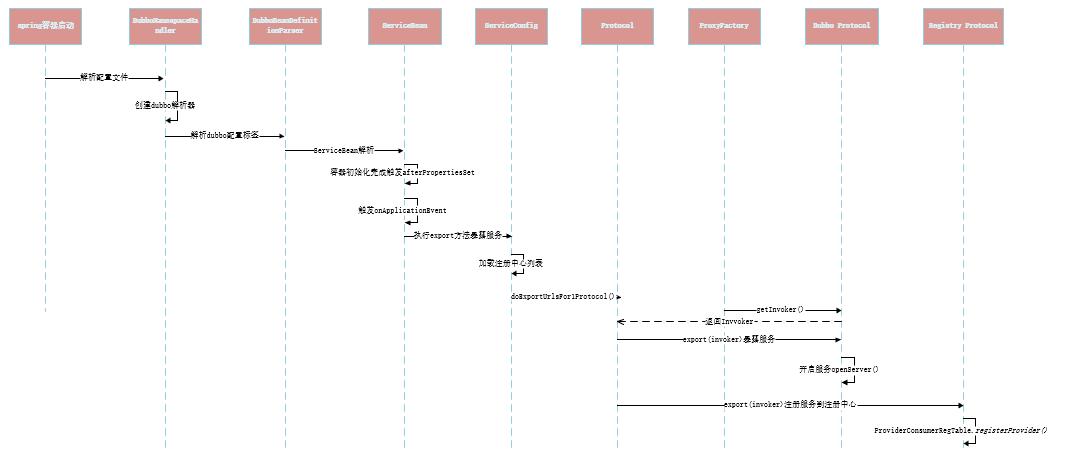 spring容器启动
DubboNamespaceHa
ndler
DubboBeanDefinit
ionParser
ServiceBean
ServiceConfig
Protocol
ProxyFactory
Dubbo Protocol
Registry Protocol
解析配置文件
创建dubbo解析器
解析dubbo配置标签
ServiceBean解析
容器初始化完成触发afterPropertiesSet
触发onApplicationEvent
执行export方法暴露服务
加载注册中心列表
doExportUrlsFor1Protocol()
getInvoker()
返回Invvoker
export(invoker)暴露服务
开启服务openServer()
export(invoker)注册服务到注册中心
ProviderConsumerRegTable.registerProvider()